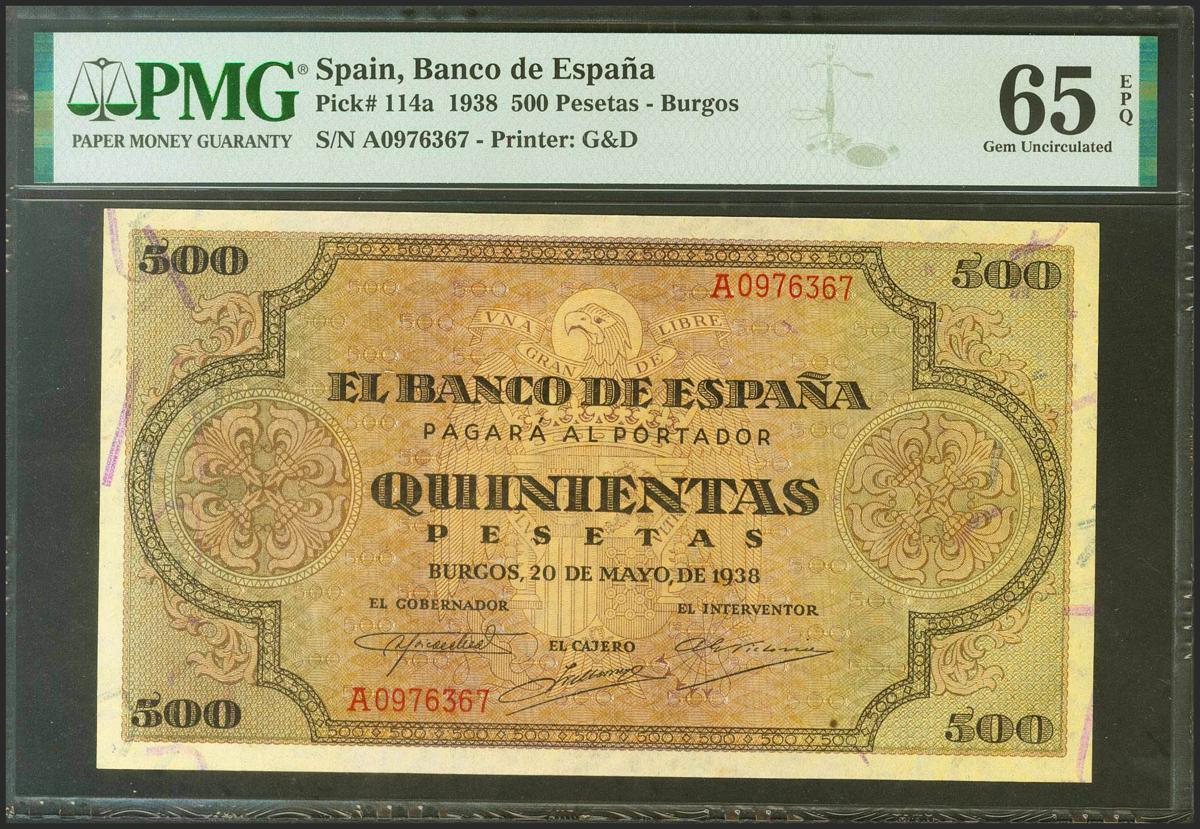 PMG®
PAPER MONEY GUARANTY
Spain, Banco de España
Pick# 114a 1938 500 Pesetas - Burgos
S/N A0976367 - Printer: G&D
65
EPQ
Gem Uncirculated
500
500
A0976367
VNA LIBRE
GRAN DE
EL BANCO DE ESPAÑA
PAGARÁ AL PORTADOR
QUINIENTAS
PESETAS
BURGOS, 20 DE MAYO, DE 1938
EL GOBERNADOR
EL INTERVENTOR
EL CAJERO
A0976367
500
500